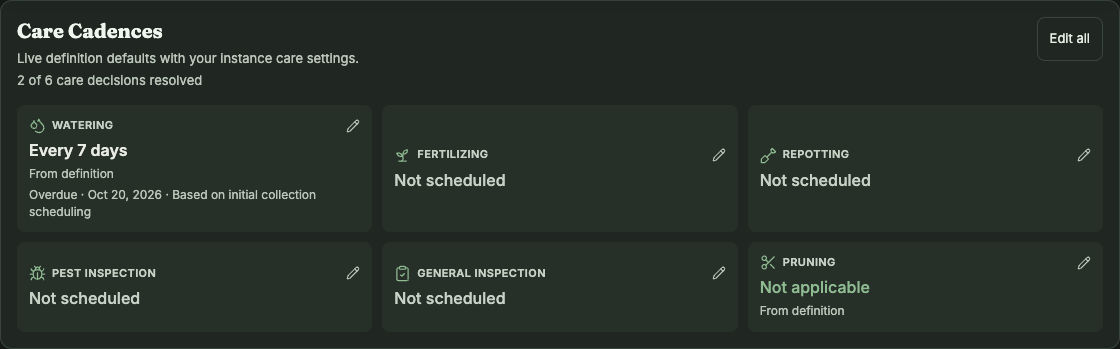 Care Cadences
Edit all
Live definition defaults with your instance care settings.
2 of 6 care decisions resolved
WATERING
Every 7 days
From definition
Overdue · Oct 20, 2026 · Based on initial collection
scheduling
FERTILIZING
Not scheduled
REPOTTING
Not scheduled
PEST INSPECTION
Not scheduled
GENERAL INSPECTION
Not scheduled
PRUNING
Not applicable
From definition